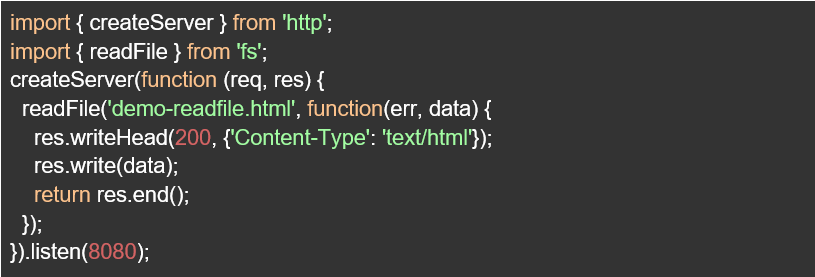 import { createServer } from 'http';
import { readFile } from 'fs';
createServer(function (req, res) {
  readFile('demo-readfile.html', function(err, data) {
    res.writeHead(200, {'Content-Type': 'text/html'});
    res.write(data);
    return res.end();
  });
}).listen(8080);